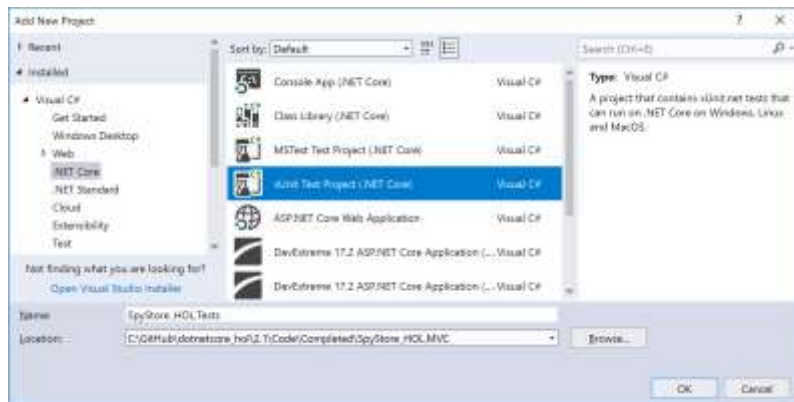 Add New Project
? ×
Recent
Installed
Visual C#
Get Started
Windows Desktop
Web
.NET Core
.NET Standard
Cloud
Extensibility
Test
Not finding what you are looking for?
Open Visual Studio Installer
Sort by: Default
Search (Ctrl+E)
Console App (.NET Core) Visual C#
Class Library (.NET Core) Visual C#
MSTest Test Project (.NET Core) Visual C#
xUnit Test Project (.NET Core) Visual C#
ASP.NET Core Web Application Visual C#
DevExtreme 17.2 ASP.NET Core Application (... Visual C#
DevExtreme 17.2 ASP.NET Core Application (... Visual C#
Type: Visual C#
A project that contains xUnit.net tests that
can run on .NET Core on Windows, Linux
and MacOS.
Name: SpyStore_HOL.Tests
Location: C:\GitHub\dotnetcore_hol\2.1\Code\Completed\SpyStore_HOL.MVC
Browse...
OK Cancel